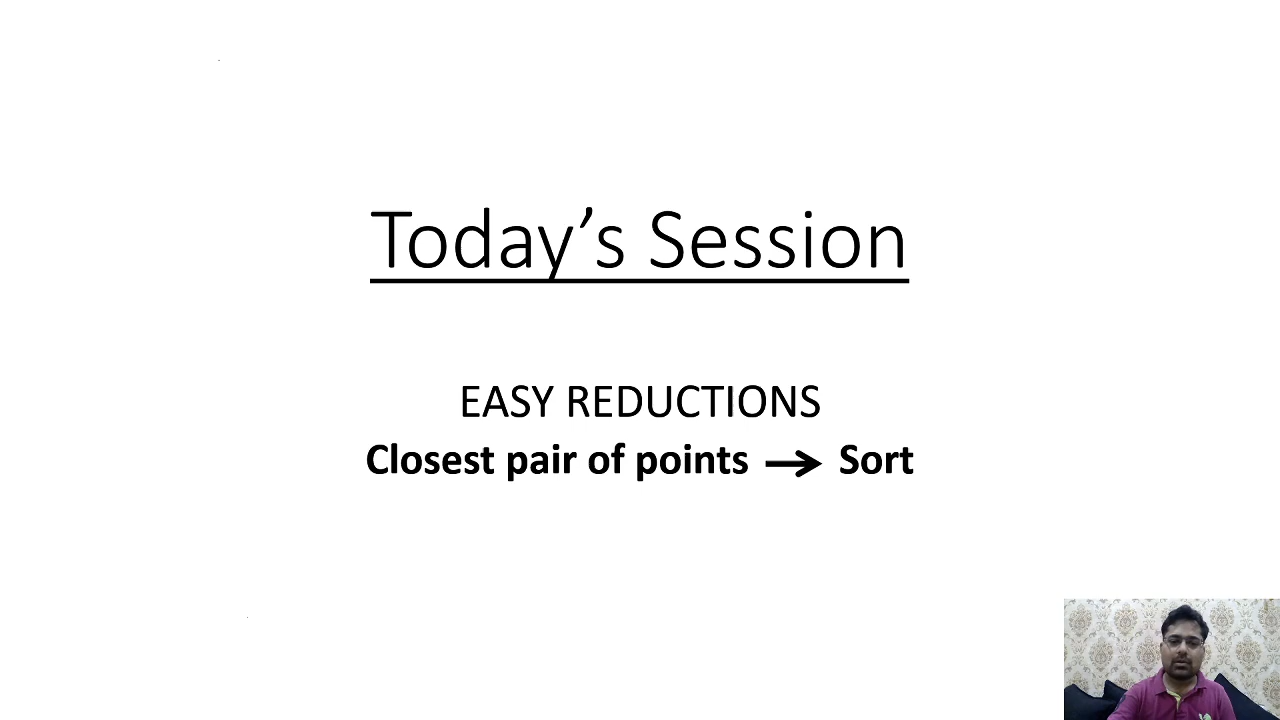 Today’s Session
EASY REDUCTIONS
Closest pair of points → Sort